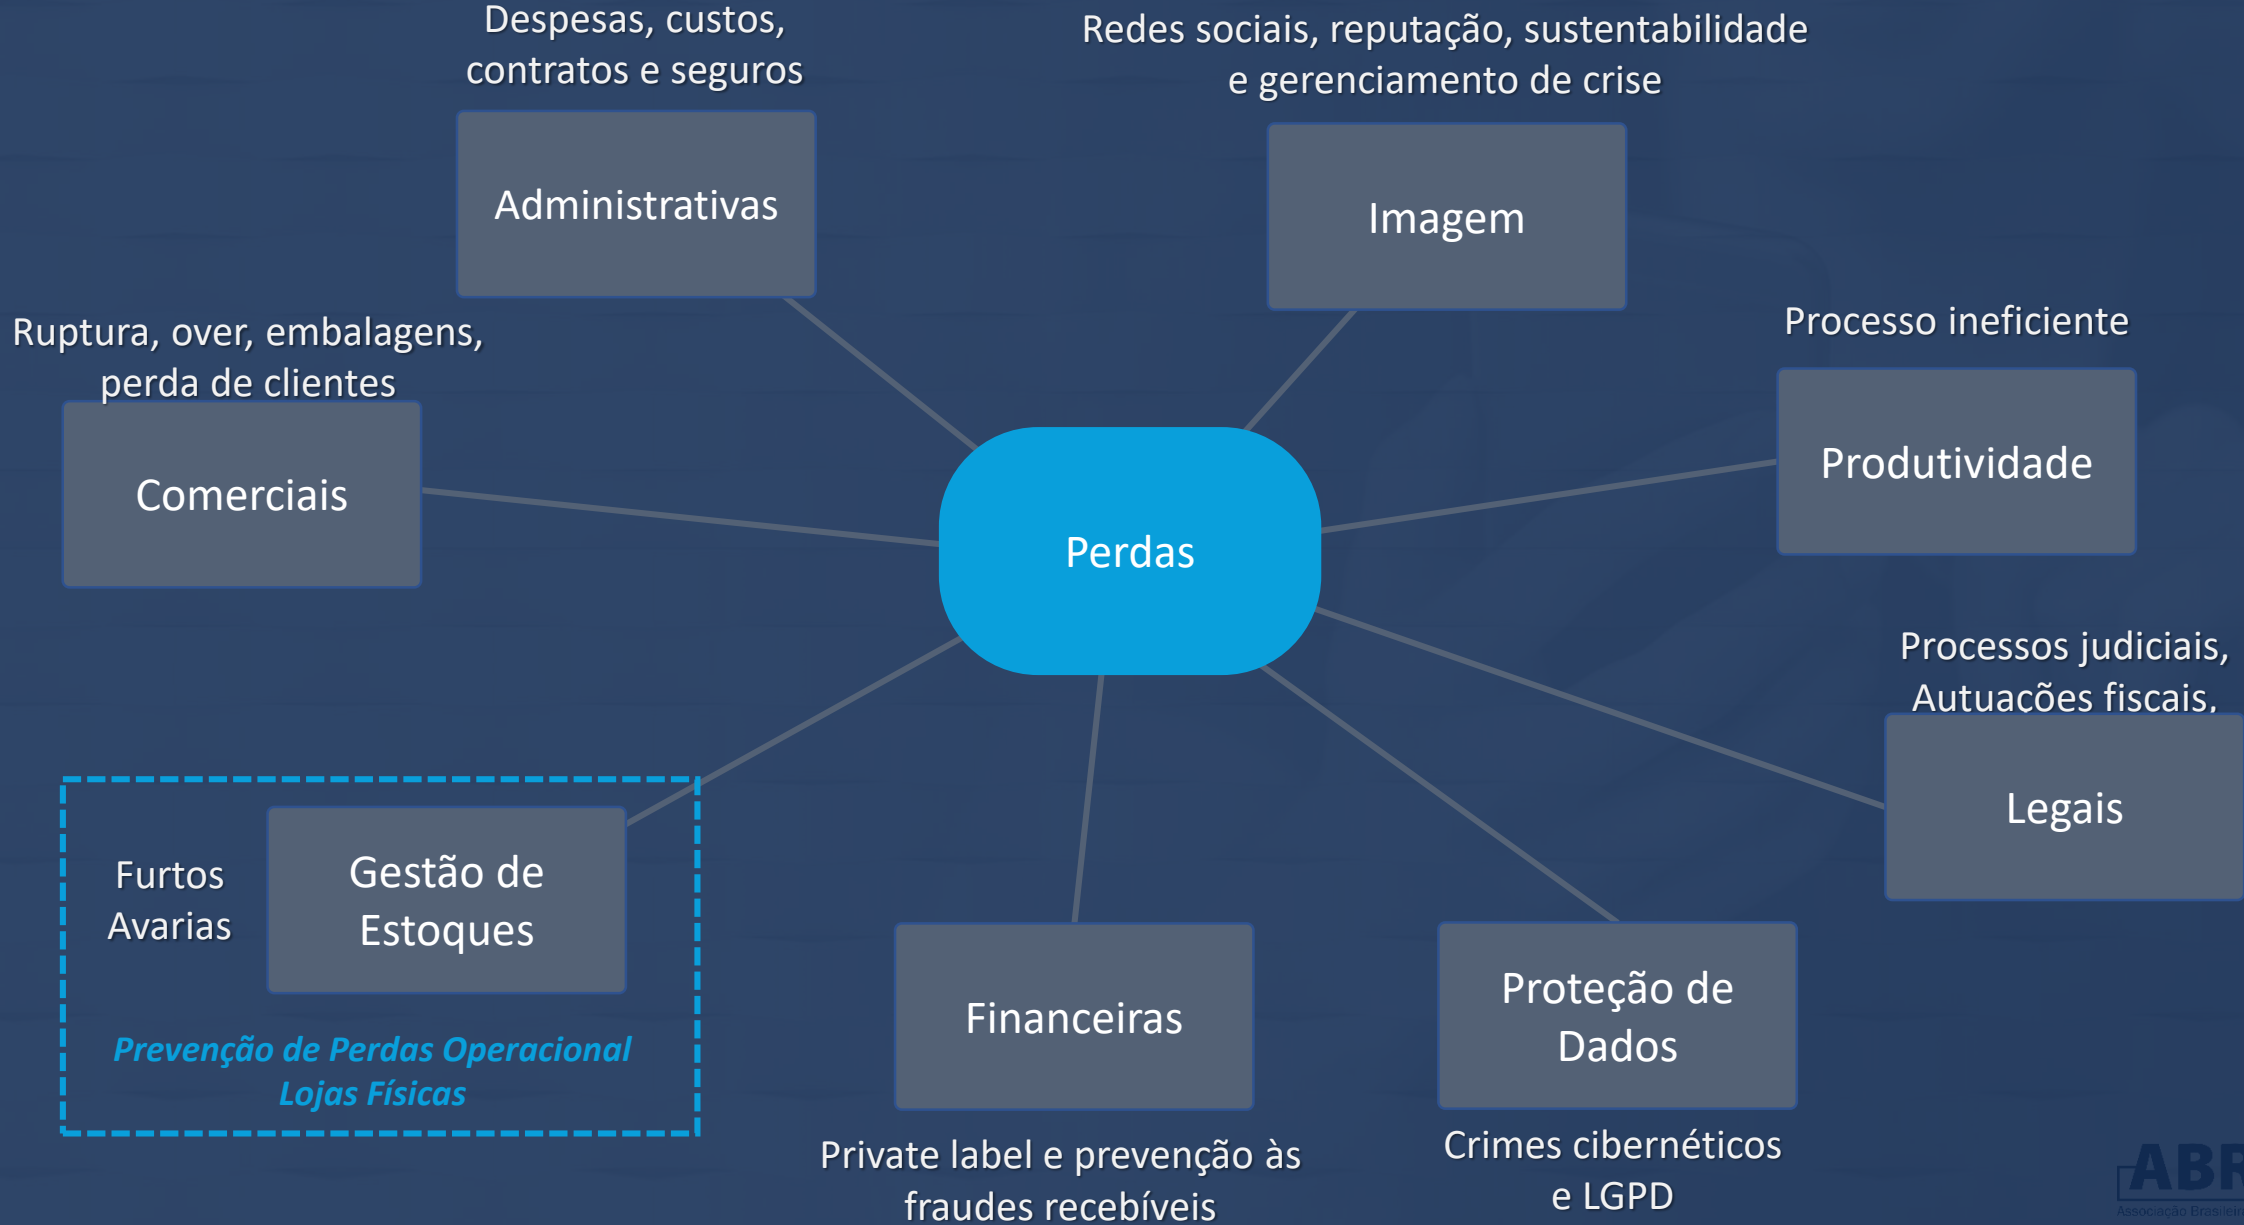 Despesas, custos,
contratos e seguros
Administrativas
Redes sociais, reputação, sustentabilidade
e gerenciamento de crise
Imagem
Ruptura, over, embalagens,
perda de clientes
Comerciais
Processo ineficiente
Produtividade
Perdas
Processos judiciais,
Autuações fiscais,
Legais
Furtos
Avarias
Gestão de
Estoques
Prevenção de Perdas Operacional
Lojas Físicas
Financeiras
Private label e prevenção às
fraudes recebíveis
Proteção de
Dados
Crimes cibernéticos
e LGPD
ABR
Associação Brasileir